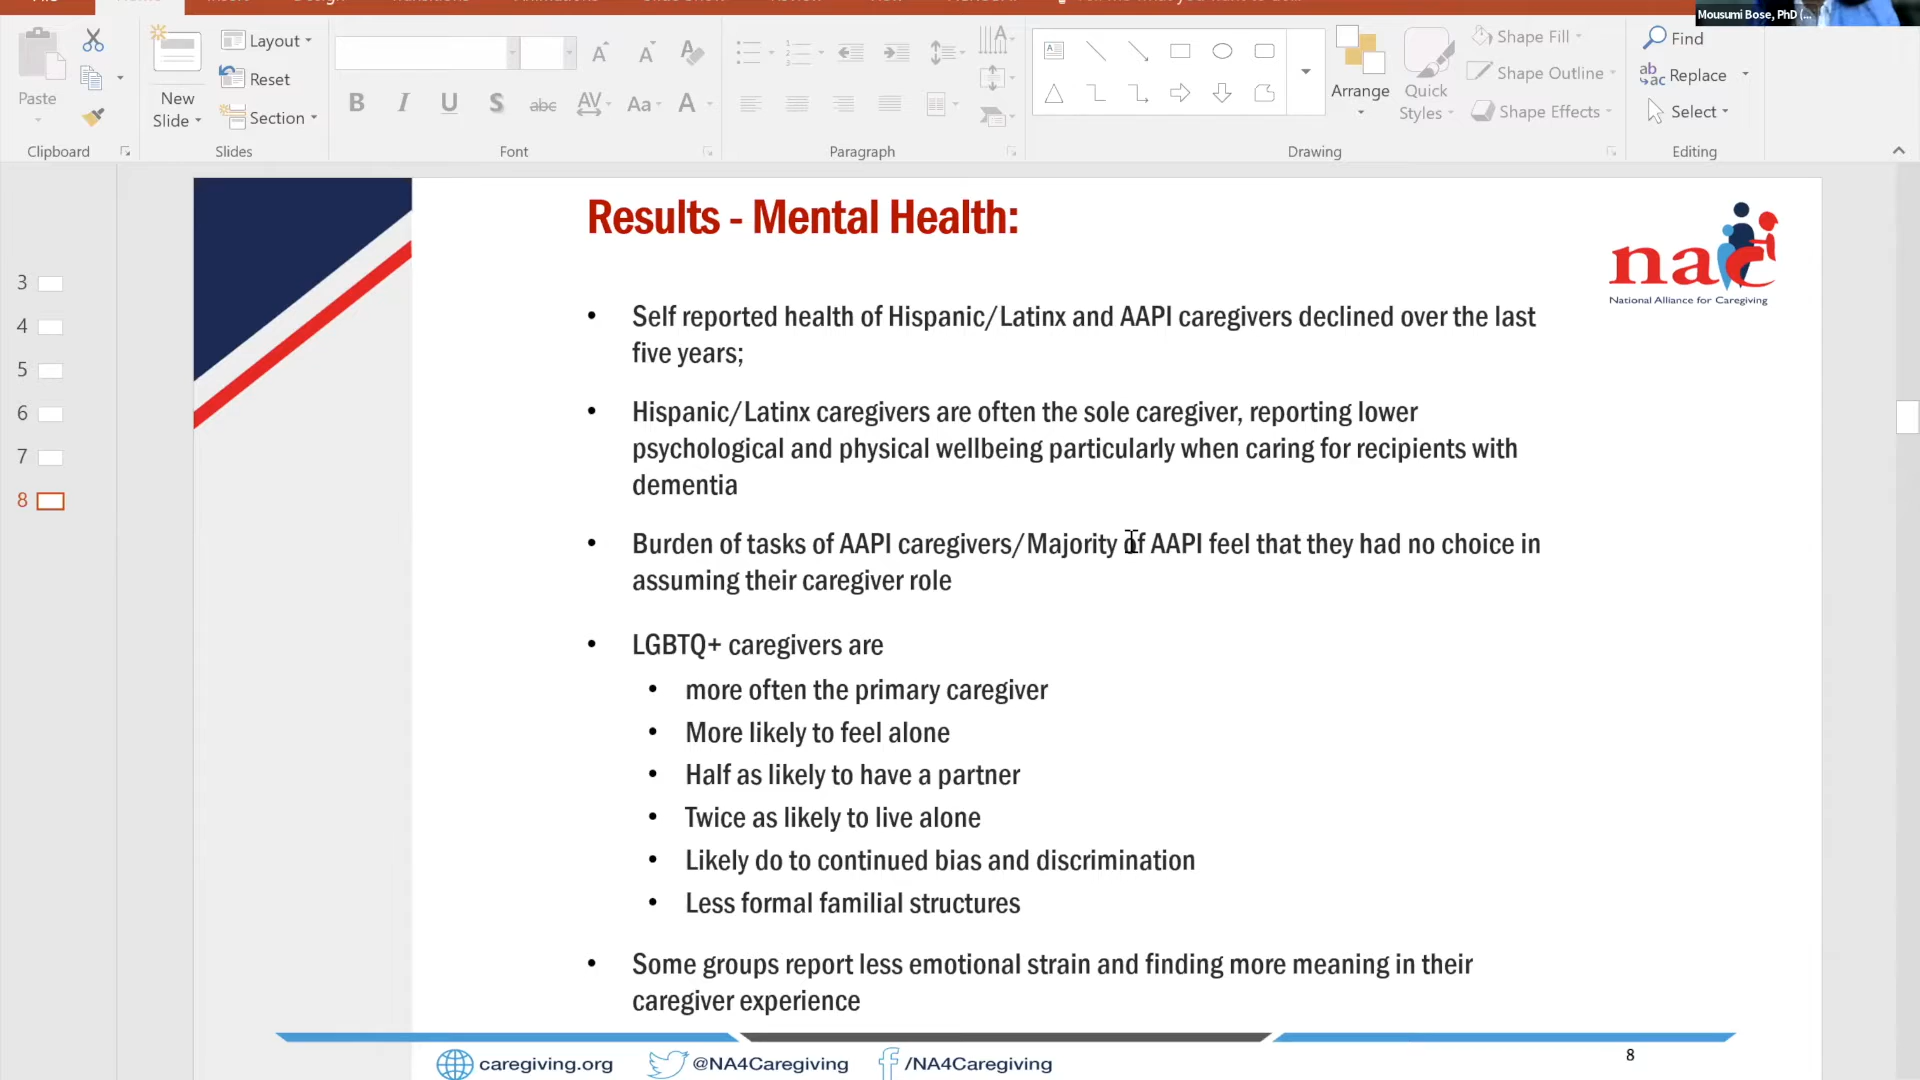 Mousumi Bose, PhD (...
Paste
New
Slide
Layout
Reset
Section
Clipboard
Slides
Font
Paragraph
Drawing
Editing
B I U S abc AV Aa A
Arrange
Quick
Styles
Shape Fill
Shape Outline
Shape Effects
Find
Replace
Select
3
4
5
6
7
8
Results - Mental Health:
nac
National Alliance for Caregiving
• Self reported health of Hispanic/Latinx and AAPI caregivers declined over the last
five years;
• Hispanic/Latinx caregivers are often the sole caregiver, reporting lower
psychological and physical wellbeing particularly when caring for recipients with
dementia
• Burden of tasks of AAPI caregivers/Majority of AAPI feel that they had no choice in
assuming their caregiver role
• LGBTQ+ caregivers are
• more often the primary caregiver
• More likely to feel alone
• Half as likely to have a partner
• Twice as likely to live alone
• Likely do to continued bias and discrimination
• Less formal familial structures
• Some groups report less emotional strain and finding more meaning in their
caregiver experience
caregiving.org @NA4Caregiving /NA4Caregiving
8